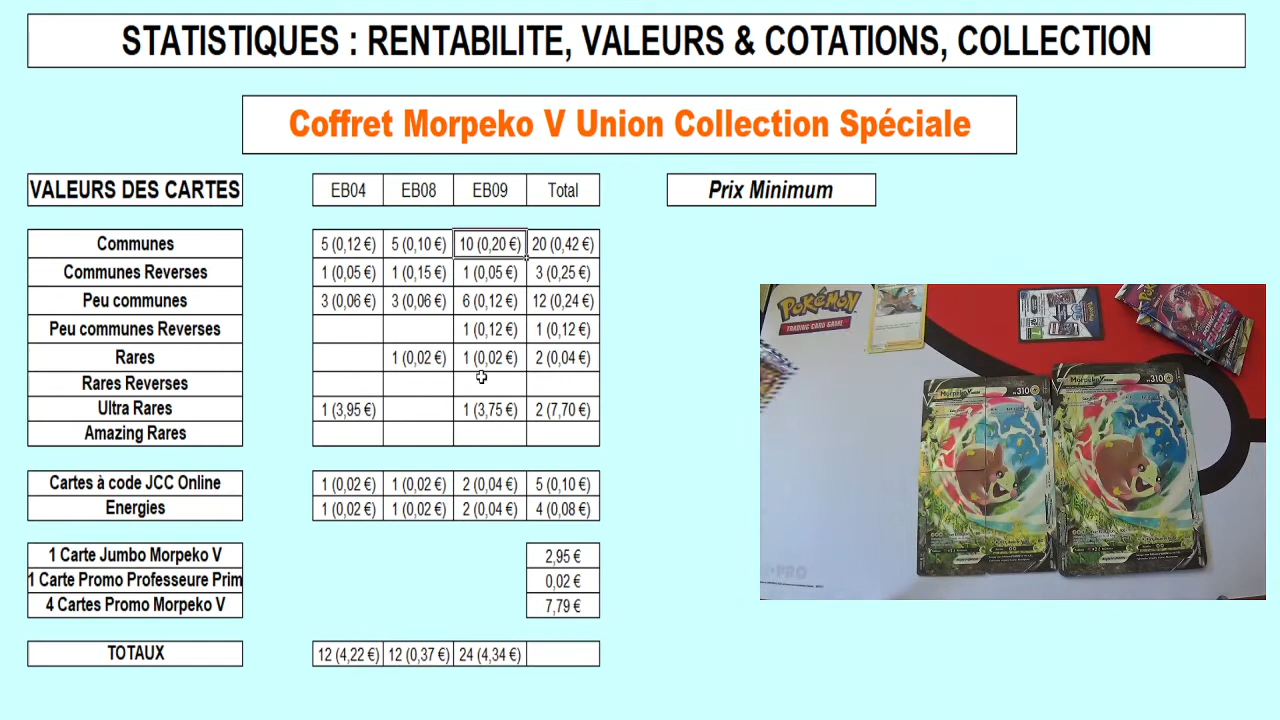 STATISTIQUES : RENTABILITE, VALEURS & COTATIONS, COLLECTION
Coffret Morpeko V Union Collection Spéciale
VALEURS DES CARTES EB04 EB08 EB09 Total Prix Minimum
Communes 5 (0,12 €) 5 (0,10 €) 10 (0,20 €) 20 (0,42 €)
Communes Reverses 1 (0,05 €) 1 (0,15 €) 1 (0,05 €) 3 (0,25 €)
Peu communes 3 (0,06 €) 3 (0,06 €) 6 (0,12 €) 12 (0,24 €)
Peu communes Reverses 1 (0,12 €) 1 (0,12 €)
Rares 1 (0,02 €) 1 (0,02 €) 2 (0,04 €)
Rares Reverses
Ultra Rares 1 (3,95 €) 1 (3,75 €) 2 (7,70 €)
Amazing Rares
Cartes à code JCC Online 1 (0,02 €) 1 (0,02 €) 2 (0,04 €) 5 (0,10 €)
Energies 1 (0,02 €) 1 (0,02 €) 2 (0,04 €) 4 (0,08 €)
1 Carte Jumbo Morpeko V 2,95 €
1 Carte Promo Professeure Prim 0,02 €
4 Cartes Promo Morpeko V 7,79 €
TOTAUX 12 (4,22 €) 12 (0,37 €) 24 (4,34 €)
POKÉMON
TRADING CARD GAME
Morpeko V 310
Morpeko V 310